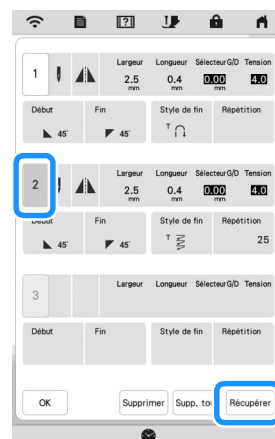 ?
Largeur Longueur Sélecteur G/D Tension
1 2.5 0.4 0.00 4.0
mm mm mm
Début Fin Style de fin Répétition
45° 45° T
Largeur Longueur Sélecteur G/D Tension
2 2.5 0.4 0.00 4.0
mm mm mm
Début Fin Style de fin Répétition
45° 45° T 25
Largeur Longueur Sélecteur G/D Tension
3
Début Fin Style de fin Répétition
OK Supprimer Supp. Récupérer